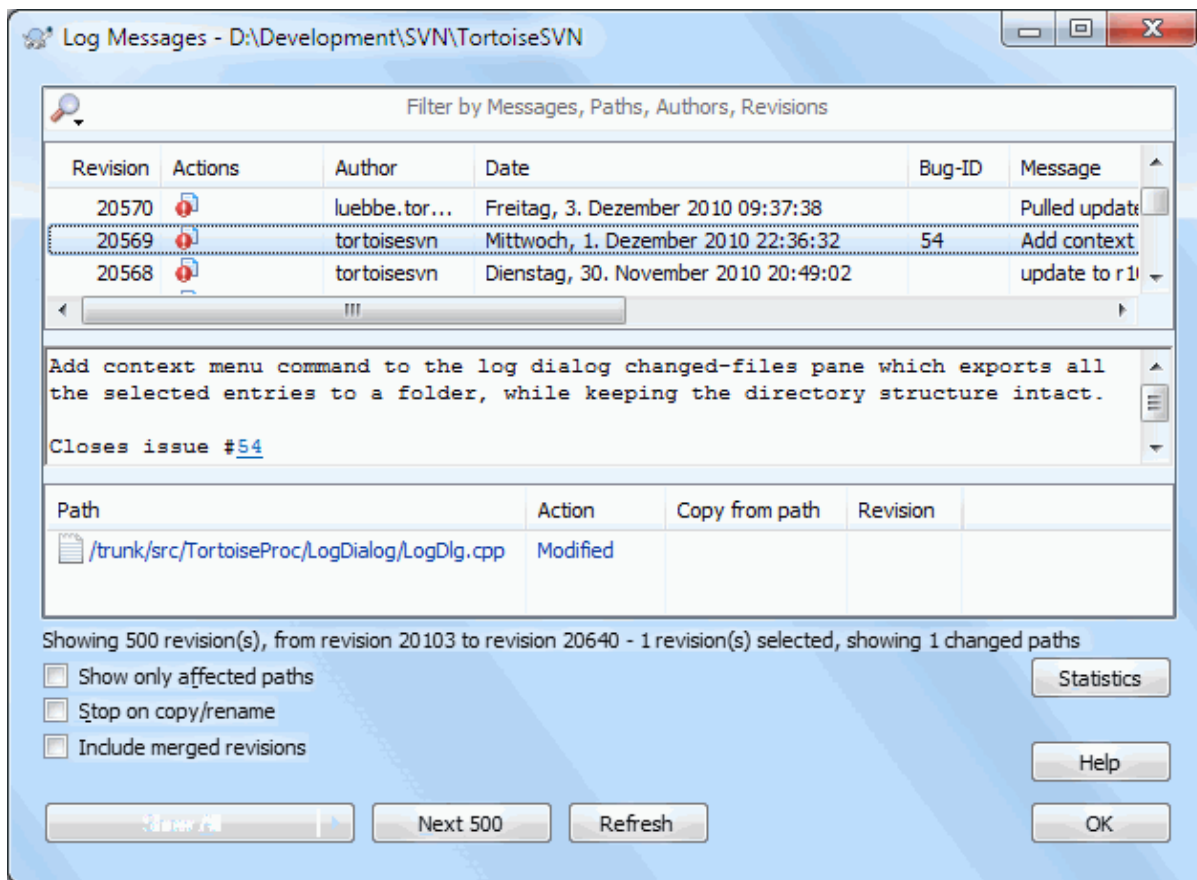 Log Messages - D:\Development\SVN\TortoiseSVN
Filter by Messages, Paths, Authors, Revisions
Revision Actions Author Date Bug-ID Message
20570 luebbe.tor... Freitag, 3. Dezember 2010 09:37:38 Pulled update
20569 tortoisesvn Mittwoch, 1. Dezember 2010 22:36:32 54 Add context
20568 tortoisesvn Dienstag, 30. November 2010 20:49:02 update to
Add context menu command to the log dialog changed-files pane which exports all
the selected entries to a folder, while keeping the directory structure intact.
Closes issue #54
Path Action Copy from path Revision
/trunk/src/TortoiseProc/LogDialog/LogDlg.cpp Modified
Showing 500 revision(s), from revision 20103 to revision 20640 - 1 revision(s) selected, showing 1 changed paths
Show only affected paths
Statistics
Stop on copy/rename
Include merged revisions
Help
Next 500 Refresh OK